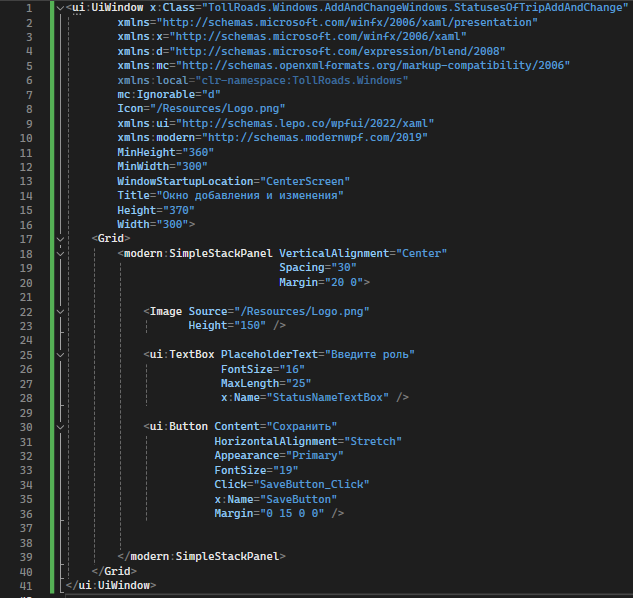 1 <ui:UiWindow x:Class="TollRoads.Windows.AddAndChangeWindows.StatusesOfTripAddAndChange"
2 xmlns="http://schemas.microsoft.com/winfx/2006/xaml/presentation"
3 xmlns:x="http://schemas.microsoft.com/winfx/2006/xaml"
4 xmlns:d="http://schemas.microsoft.com/expression/blend/2008"
5 xmlns:mc="http://schemas.openxmlformats.org/markup-compatibility/2006"
6 xmlns:local="clr-namespace:TollRoads.Windows"
7 mc:Ignorable="d"
8 Icon="/Resources/Logo.png"
9 xmlns:ui="http://schemas.lepo.co/wpfui/2022/xaml"
10 xmlns:modern="http://schemas.modernwpf.com/2019"
11 MinHeight="360"
12 MinWidth="300"
13 WindowStartupLocation="CenterScreen"
14 Title="Окно добавления и изменения"
15 Height="370"
16 Width="300">
17 <Grid>
18 <modern:SimpleStackPanel VerticalAlignment="Center"
19 Spacing="30"
20 Margin="20 0">
21
22 <Image Source="/Resources/Logo.png"
23 Height="150" />
24
25 <ui:TextBox PlaceholderText="Введите роль"
26 FontSize="16"
27 MaxLength="25"
28 x:Name="StatusNameTextBox" />
29
30 <ui:Button Content="Сохранить"
31 HorizontalAlignment="Stretch"
32 Appearance="Primary"
33 FontSize="19"
34 Click="SaveButton_Click"
35 x:Name="SaveButton"
36 Margin="0 15 0 0" />
37
38
39 </modern:SimpleStackPanel>
40 </Grid>
41 </ui:UiWindow>